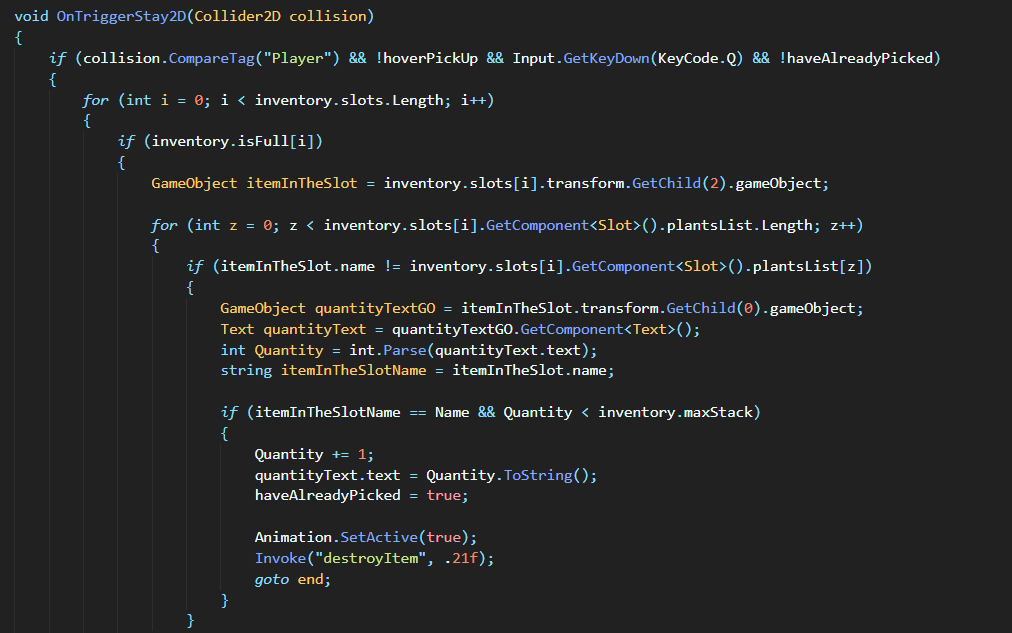 void OnTriggerStay2D(Collider2D collision)
{
    if (collision.CompareTag("Player") && !hoverPickUp && Input.GetKeyDown(KeyCode.Q) && !haveAlreadyPicked)
    {
        for (int i = 0; i < inventory.slots.Length; i++)
        {
            if (inventory.isFull[i])
            {
                GameObject itemInTheSlot = inventory.slots[i].transform.GetChild(2).gameObject;

                for (int z = 0; z < inventory.slots[i].GetComponent<Slot>().plantsList.Length; z++)
                {
                    if (itemInTheSlot.name != inventory.slots[i].GetComponent<Slot>().plantsList[z])
                    {
                        GameObject quantityTextGO = itemInTheSlot.transform.GetChild(0).gameObject;
                        Text quantityText = quantityTextGO.GetComponent<Text>();
                        int Quantity = int.Parse(quantityText.text);
                        string itemInTheSlotName = itemInTheSlot.name;

                        if (itemInTheSlotName == Name && Quantity < inventory.maxStack)
                        {
                            Quantity += 1;
                            quantityText.text = Quantity.ToString();
                            haveAlreadyPicked = true;

                            Animation.SetActive(true);
                            Invoke("destroyItem", .21f);
                            goto end;
                        }
                    }